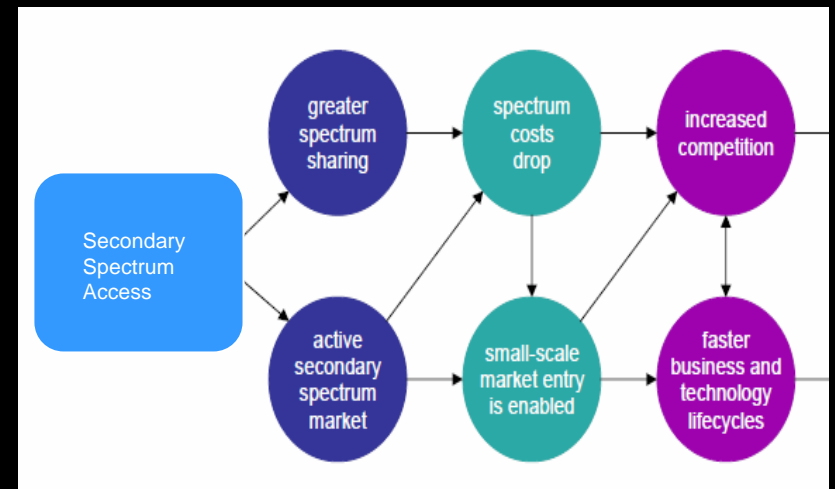 Secondary
Spectrum
Access
greater
spectrum
sharing
active
secondary
spectrum
market
spectrum
costs
drop
small-scale
market entry
is enabled
increased
competition
faster
business and
technology
lifecycles